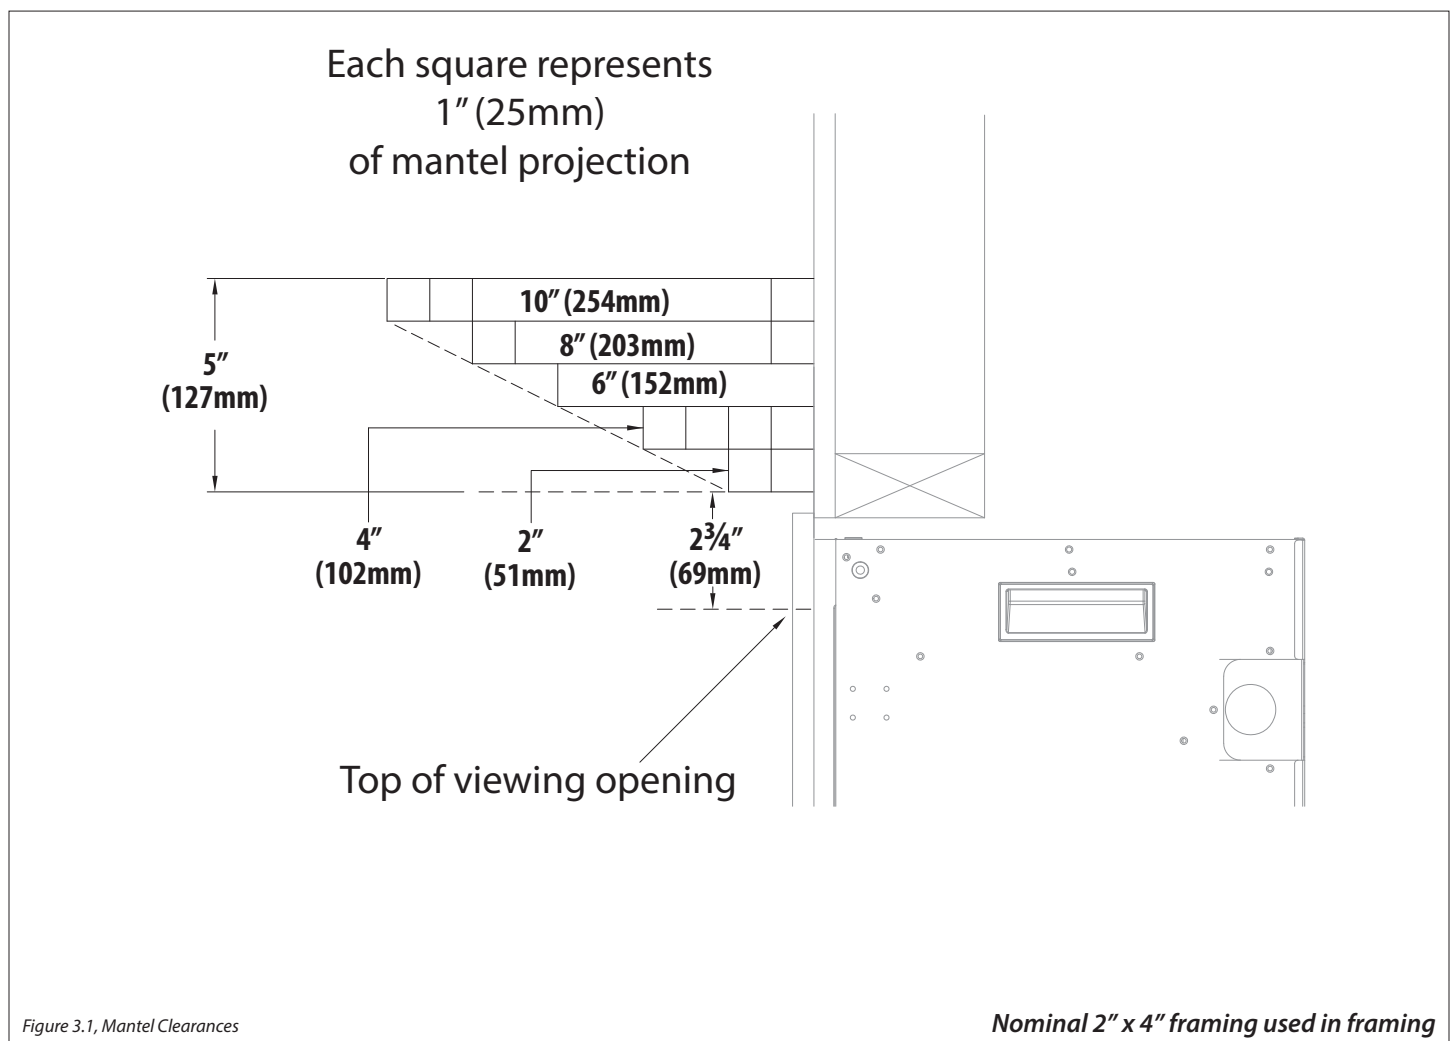 Each square represents
1” (25mm)
of mantel projection
10” (254mm)
8” (203mm)
5”
(127mm)
6” (152mm)
4”
(102mm)
2”
(51mm)
2¾”
(69mm)
Top of viewing opening
Figure 3.1, Mantel Clearances
Nominal 2” x 4” framing used in framing